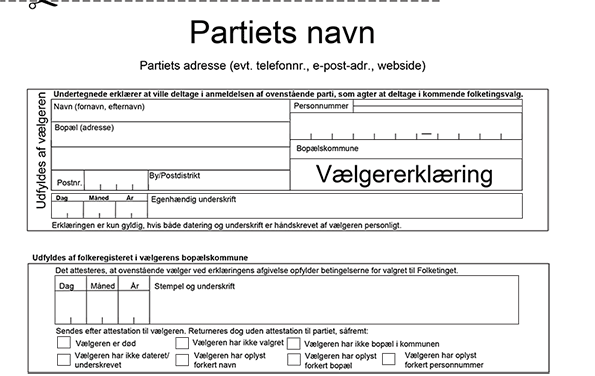 Partiets navn
Partiets adresse (evt. telefonnr., e-post-adr., webside)
Udfyldes af vælgeren
Undertegnede erklærer at ville deltage i anmeldelsen af ovenstående parti, som agter at deltage i kommende folketingsvalg.
Navn (fornavn, efternavn)
Personnummer
Bopæl (adresse)
Bopælskommune
Vælgererklæring
Postnr.
By/Postdistrikt
Dag Måned År Egenhændig underskrift
Erklæringen er kun gyldig, hvis både datering og underskrift er håndskrevet af vælgeren personligt.
Udfyldes af folkeregisteret i vælgerens bopælskommune
Det attesteres, at ovenstående vælger ved erklæringens afgivelse opfylder betingelserne for valgret til Folketinget.
Dag Måned År Stempel og underskrift
Sendes efter attestation til vælgeren. Returneres dog uden attestation til partiet, såfremt:
Vælgeren er død
Vælgeren har ikke valgret
Vælgeren har ikke bopæl i kommunen
Vælgeren har ikke dateret/
underskrevet
Vælgeren har oplyst
forkert navn
Vælgeren har oplyst
forkert bopæl
Vælgeren har oplyst
forkert personnummer